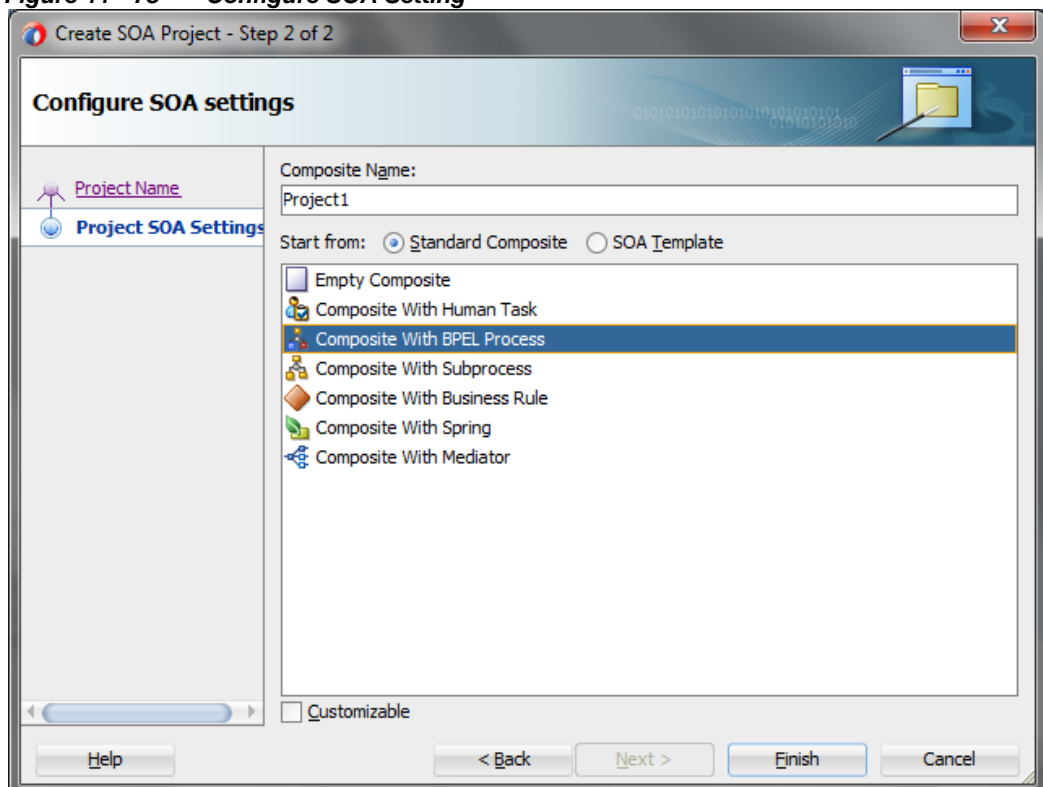 Figure 11–78 Configure SOA Setting
Create SOA Project - Step 2 of 2
Configure SOA settings
Project Name
Project SOA Settings
Composite Name:
Project1
Start from: Standard Composite SOA Template
Empty Composite
Composite With Human Task
Composite With BPEL Process
Composite With Subprocess
Composite With Business Rule
Composite With Spring
Composite With Mediator
Customizable
Help < Back Next > Finish Cancel